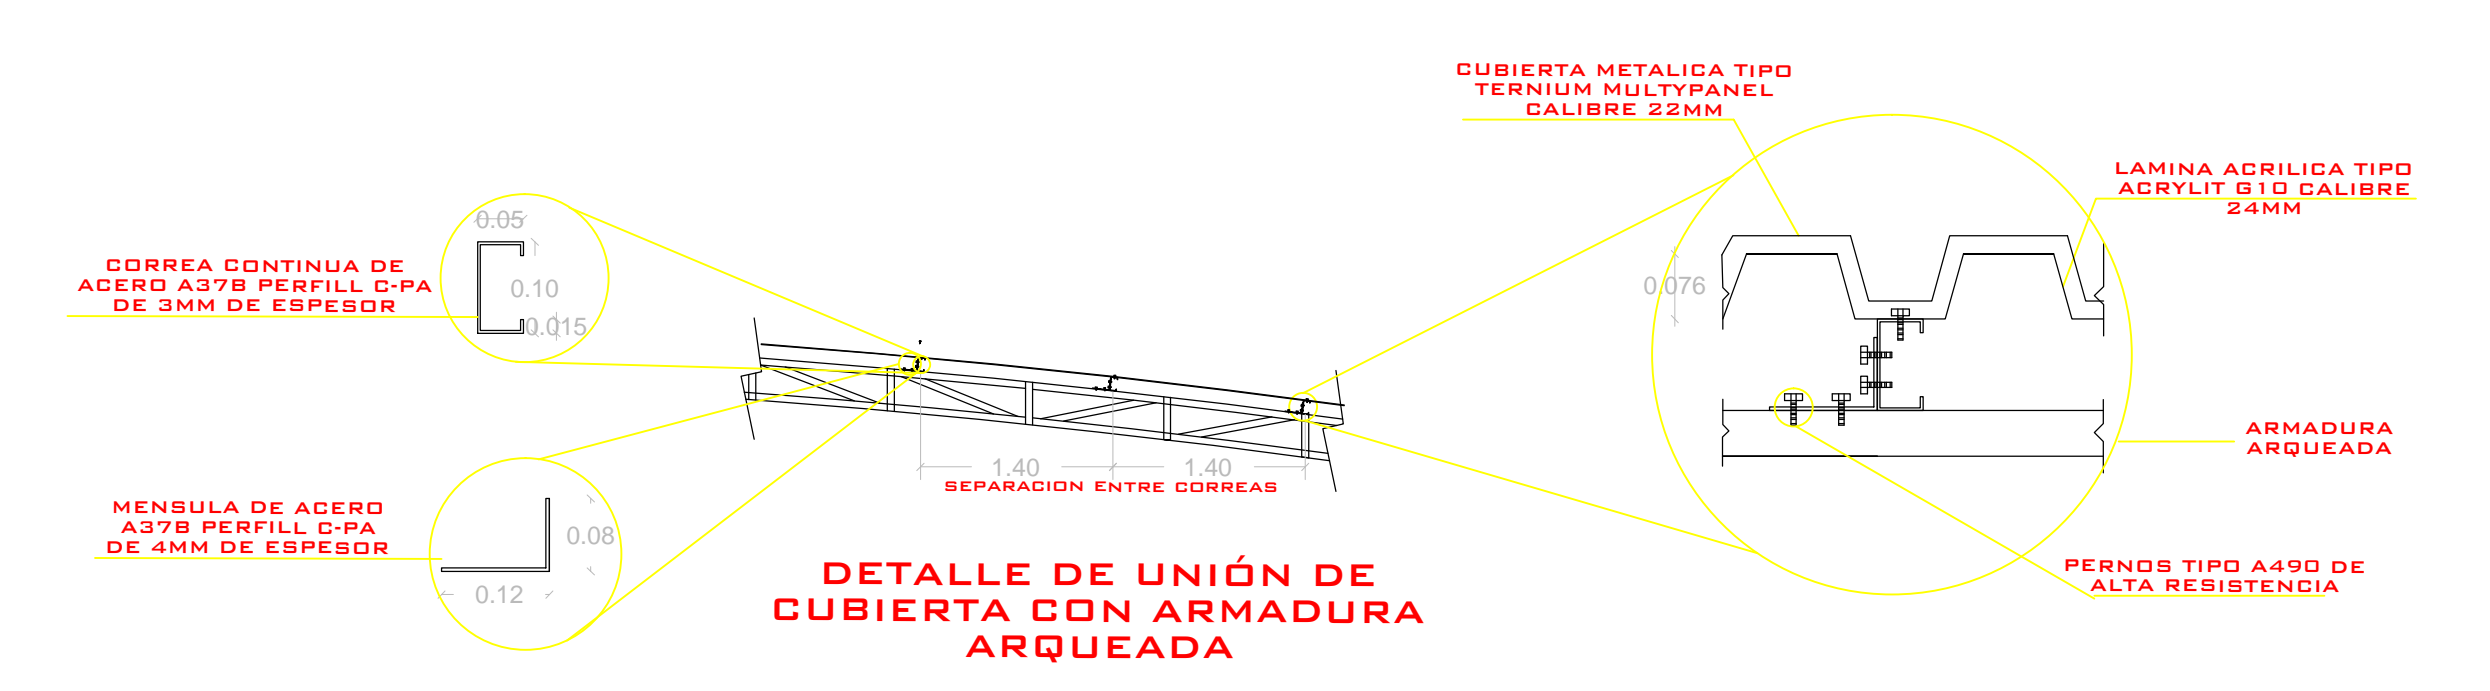 CUBIERTA METALICA TIPO
TERNIUM MULTYPANEL
CALIBRE 22MM
LAMINA ACRILICA TIPO
ACRYLIT G10 CALIBRE
24MM
0.05
CORREA CONTINUA DE
ACERO A37B PERFILL C-PA
DE 3MM DE ESPESOR
0.10
0.015
0.076
ARMADURA
ARQUEADA
1.40
1.40
SEPARACION ENTRE CORREAS
MENSULA DE ACERO
A37B PERFILL C-PA
DE 4MM DE ESPESOR
0.08
0.12
DETALLE DE UNIÓN DE
CUBIERTA CON ARMADURA
ARQUEADA
PERNOS TIPO A490 DE
ALTA RESISTENCIA